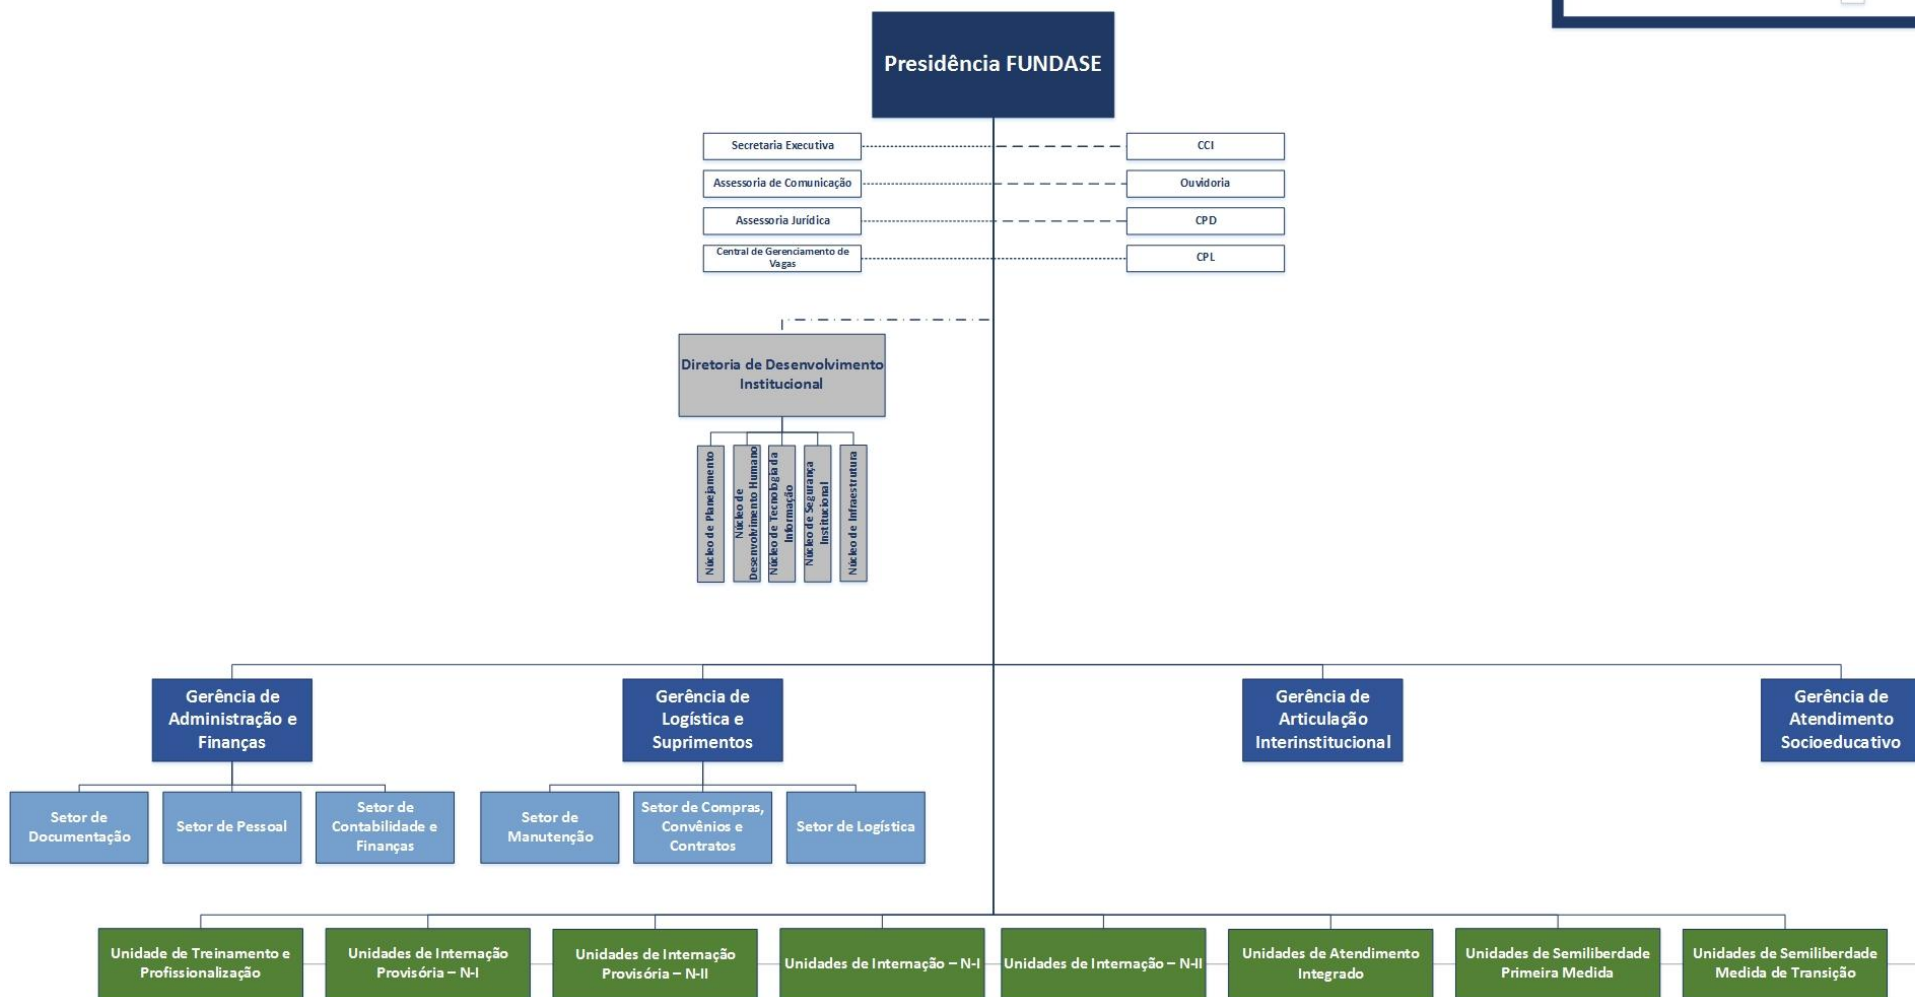 Presidência FUNDASE
Secretaria Executiva
CCI
Assessoria de Comunicação
Ouvidoria
Assessoria Jurídica
CPD
Central de Gerenciamento de
Vagas
CPL
Diretoria de Desenvolvimento
Institucional
Núcleo de Planejamento
Núcleo de
Desenvolvimento Humano
Núcleo de Tecnologia da
Informação
Núcleo de Segurança
Institucional
Núcleo de Infraestrutura
Gerência de
Administração e
Finanças
Gerência de
Logística e
Suprimentos
Gerência de
Articulação
Interinstitucional
Gerência de
Atendimento
Socioeducativo
Setor de
Documentação
Setor de Pessoal
Setor de
Contabilidade e
Finanças
Setor de
Manutenção
Setor de Compras,
Convênios e
Contratos
Setor de Logística
Unidade de Treinamento e
Profissionalização
Unidades de Internação
Provisória – N-I
Unidades de Internação
Provisória – N-II
Unidades de Internação – N-I
Unidades de Internação – N-II
Unidades de Atendimento
Integrado
Unidades de Semiliberdade
Primeira Medida
Unidades de Semiliberdade
Medida de Transição